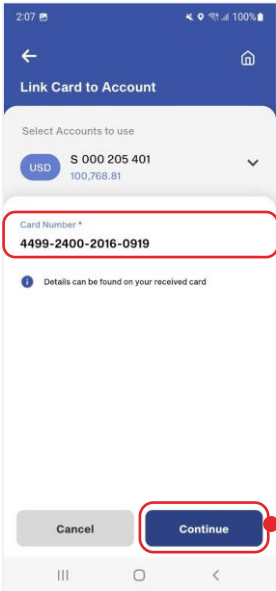 2:07 100%
Link Card to Account
Select Accounts to use
USD
S 000 205 401
100,768.81
Card Number *
4499-2400-2016-0919
i Details can be found on your received card
Cancel Continue